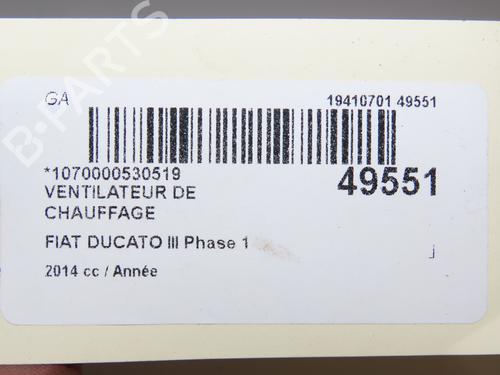 B-PARTS
GA
19410701 49551
*1070000530519
49551
VENTILATEUR DE
CHAUFFAGE
FIAT DUCATO III Phase 1
j
2014 cc / Année